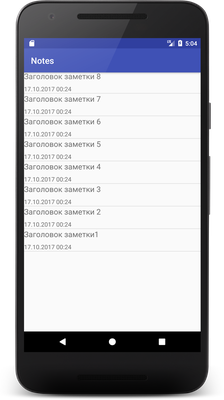 5:04
Notes
Заголовок заметки 8
17.10.2017 00:24
Заголовок заметки 7
17.10.2017 00:24
Заголовок заметки 6
17.10.2017 00:24
Заголовок заметки 5
17.10.2017 00:24
Заголовок заметки 4
17.10.2017 00:24
Заголовок заметки 3
17.10.2017 00:24
Заголовок заметки 2
17.10.2017 00:24
Заголовок заметки1
17.10.2017 00:24